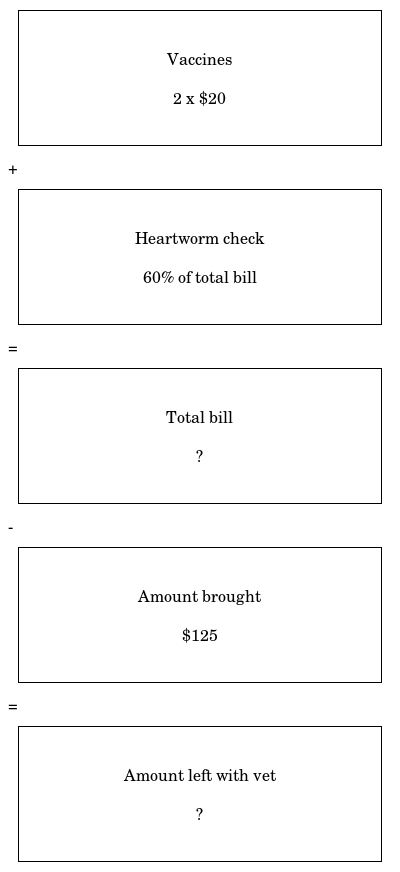 Vaccines
2 x $20
+
Heartworm check
60% of total bill
=
Total bill
?
-
Amount brought
$125
=
Amount left with vet
?